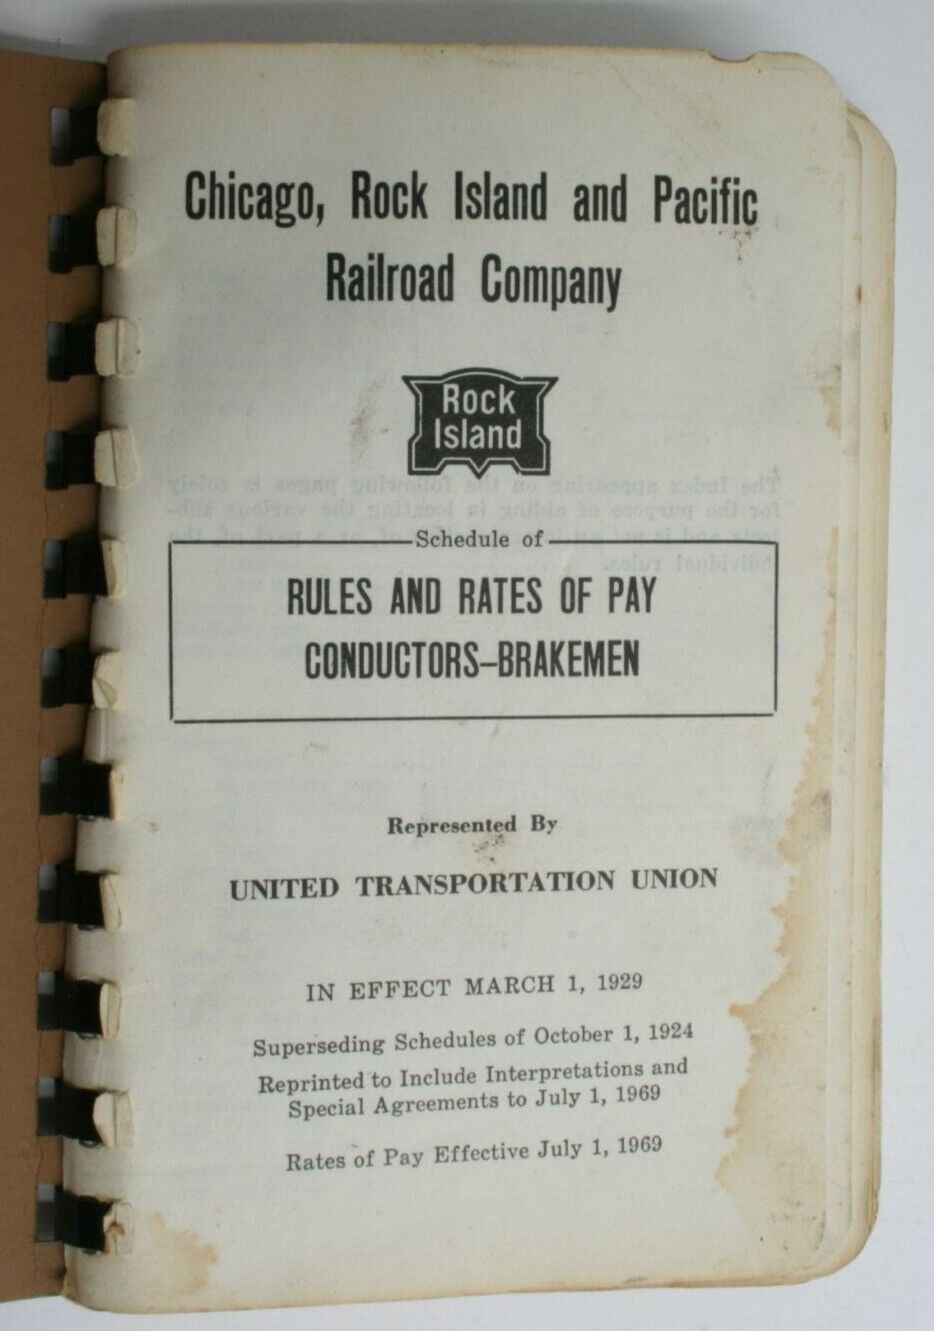 Chicago, Rock Island and Pacific
Railroad Company
Rock
Island
Schedule of
RULES AND RATES OF PAY
CONDUCTORS–BRAKEMEN
Represented By
UNITED TRANSPORTATION UNION
IN EFFECT MARCH 1, 1929
Superseding Schedules of October 1, 1924
Reprinted to Include Interpretations and
Special Agreements to July 1, 1969
Rates of Pay Effective July 1, 1969